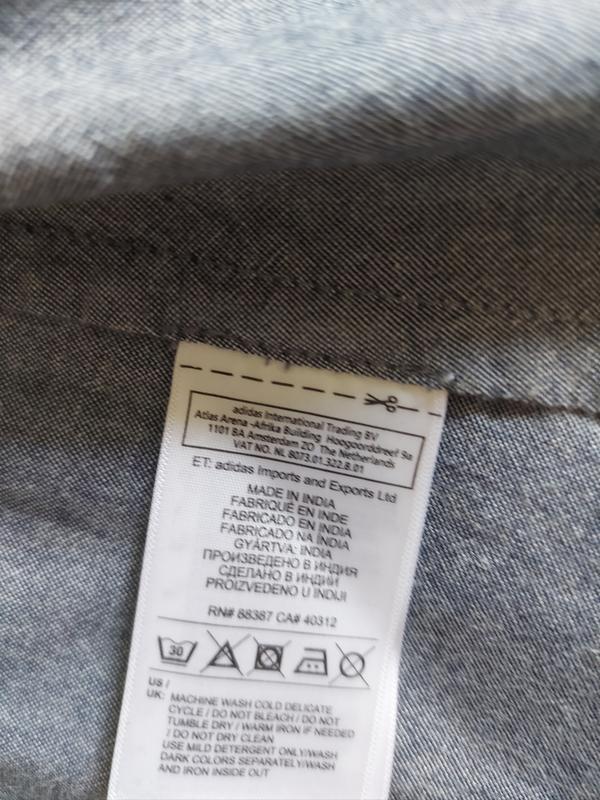 adidas International Trading BV
Atlas Arena -Afrika Building Hoogoorddreef 9a
1101 BA Amsterdam ZO The Netherlands
VAT NO. NL 8073.01.322.B.01
ET: adidas Imports and Exports Ltd
MADE IN INDIA
FABRIQUÉ EN INDE
FABRICADO EN INDIA
FABRICADO NA ÍNDIA
GYÁRTVA: INDIA
ПРОИЗВЕДЕНО В ИНДИЯ
СДЕЛАНО В ИНДИИ
PROIZVEDENO U INDIJI
RN# 88387 CA# 40312
30
US /
UK: MACHINE WASH COLD DELICATE
CYCLE / DO NOT BLEACH / DO NOT
TUMBLE DRY / WARM IRON IF NEEDED
/ DO NOT DRY CLEAN
USE MILD DETERGENT ONLY/WASH
DARK COLORS SEPARATELY/WASH
AND IRON INSIDE OUT